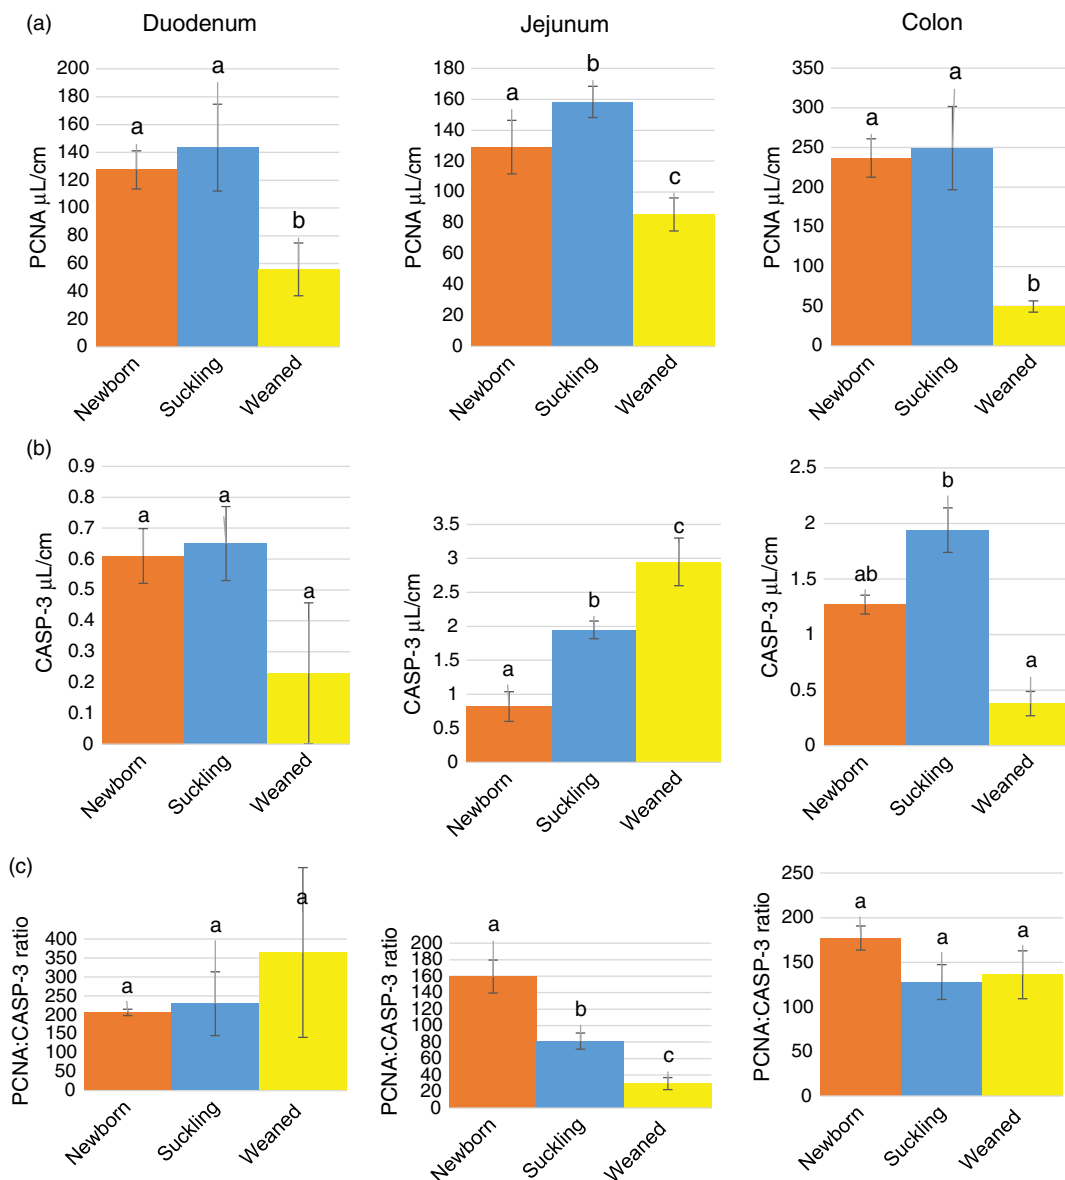 (a)
Duodenum
Jejunum
Colon
PCNA μL/cm
200
180
160
140
120
100
80
60
40
20
0
a
a
b
Newborn
Suckling
Weaned
PCNA μL/cm
180
160
140
120
100
80
60
40
20
0
a
b
c
Newborn
Suckling
Weaned
PCNA μL/cm
350
300
250
200
150
100
50
0
a
a
b
Newborn
Suckling
Weaned
(b)
CASP-3 μL/cm
0.9
0.8
0.7
0.6
0.5
0.4
0.3
0.2
0.1
0
a
a
a
Newborn
Suckling
Weaned
CASP-3 μL/cm
3.5
3
2.5
2
1.5
1
0.5
0
a
b
c
Newborn
Suckling
Weaned
CASP-3 μL/cm
2.5
2
1.5
1
0.5
0
ab
b
a
Newborn
Suckling
Weaned
(c)
PCNA:CASP-3 ratio
400
350
300
250
200
150
100
50
0
a
a
a
Newborn
Suckling
Weaned
PCNA:CASP-3 ratio
200
180
160
140
120
100
80
60
40
20
0
a
b
c
Newborn
Suckling
Weaned
PCNA:CASP-3 ratio
250
200
150
100
50
0
a
a
a
Newborn
Suckling
Weaned